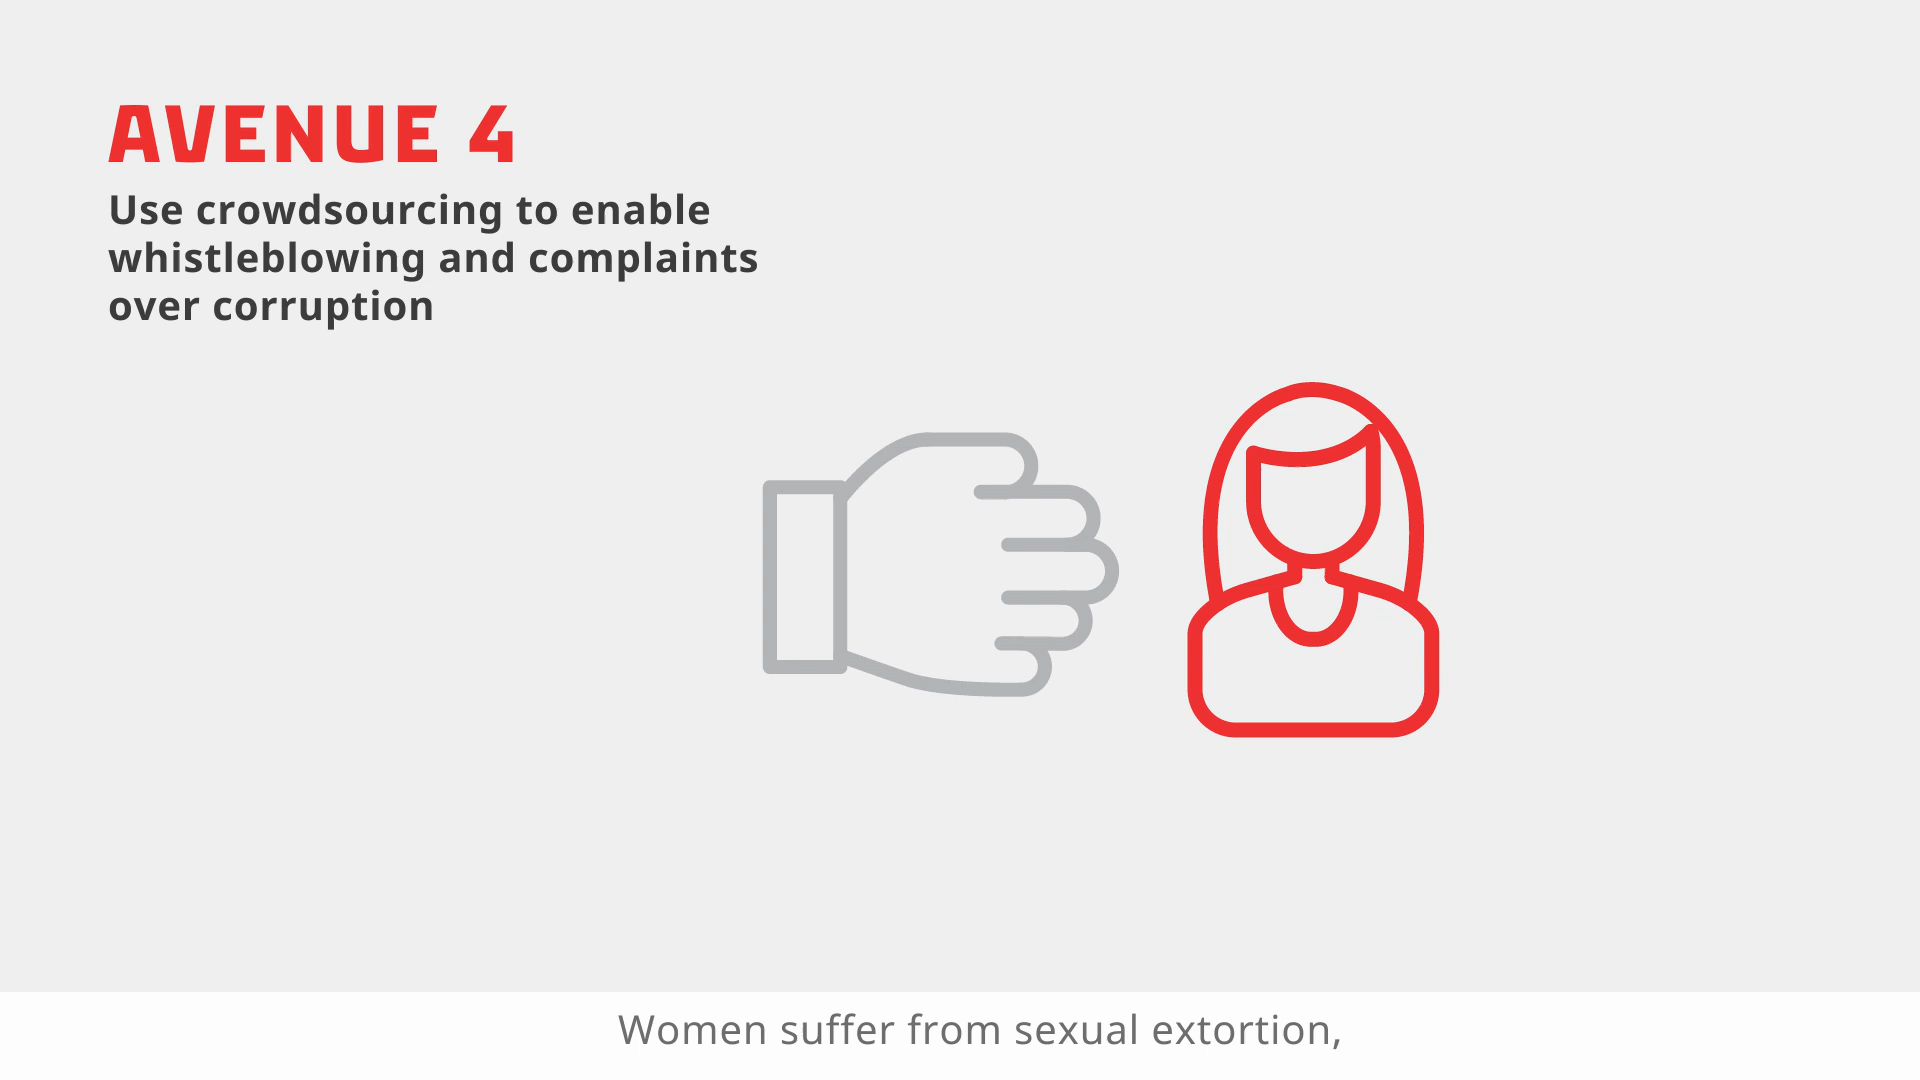 AVENUE 4
Use crowdsourcing to enable
whistleblowing and complaints
over corruption
Women suffer from sexual extortion,